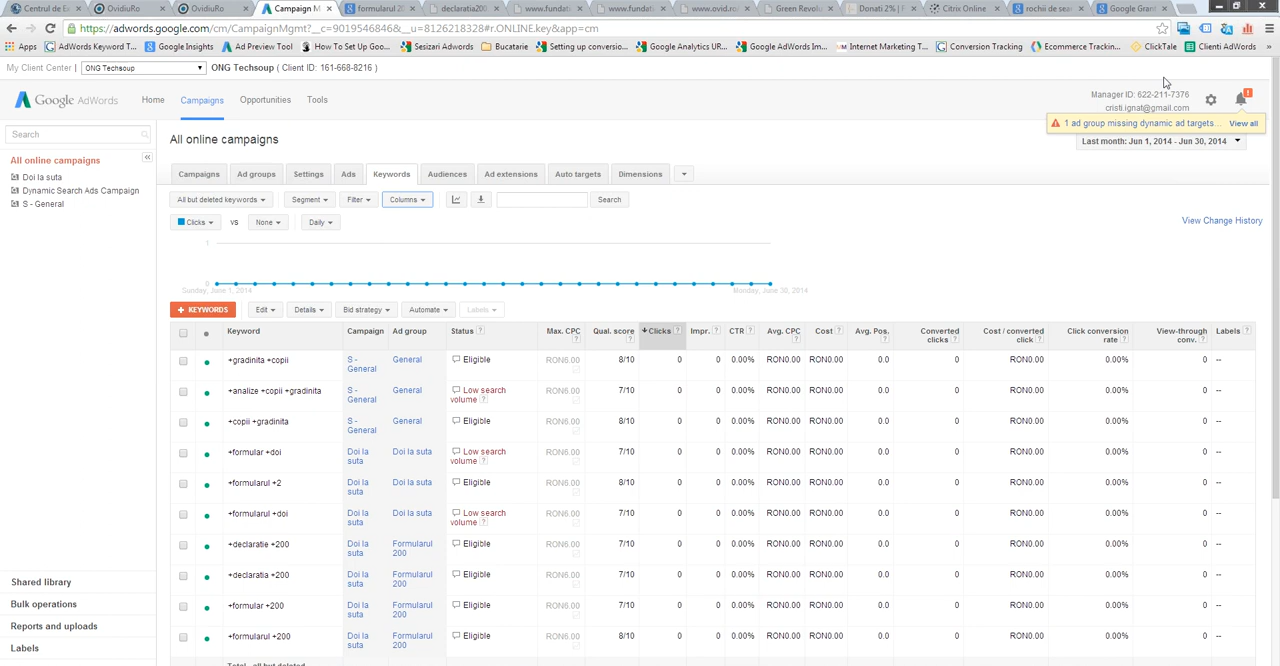 Centrul de Ex
OvidiuRo
OvidiuRo
Campaign M
formularul 2
declaratia200
www.fundati
www.fundati
www.ovid.ro
Green Revolu
Donati 2% | F
Citrix Online
rochii de sea
Google Grant
https://adwords.google.com/cm/CampaignMgmt?__c=9019546846&__u=8126218328#r.ONLINE.key&app=cm
Apps AdWords Keyword T... Google Insights Ad Preview Tool How To Set Up Goo... Sesizari Adwords Bucatarie Setting up conversio... Google Analytics UR... Google AdWords Im... Internet Marketing T... Conversion Tracking Ecommerce Trackin... ClickTale Clienti AdWords »
My Client Center | ONG Techsoup ONG Techsoup ( Client ID: 161-668-8216 )
Google AdWords Home Campaigns Opportunities Tools
Manager ID: 622-211-7376
cristi.ignat@gmail.com
1 ad group missing dynamic ad targets... View all
Search
All online campaigns
Doi la suta
Dynamic Search Ads Campaign
S - General
Shared library
Bulk operations
Reports and uploads
Labels
All online campaigns
Last month: Jun 1, 2014 - Jun 30, 2014
Campaigns Ad groups Settings Ads Keywords Audiences Ad extensions Auto targets Dimensions
All but deleted keywords Segment Filter Columns Search
Clicks vs None Daily
View Change History
1
0
Sunday, June 1, 2014 Monday, June 30, 2014
+ KEYWORDS Edit Details Bid strategy Automate Labels
Keyword Campaign Ad group Status ? Max. CPC ? Qual. score ? Clicks ? Impr. ? CTR ? Avg. CPC ? Cost ? Avg. Pos. ? Converted clicks ? Cost / converted click ? Click conversion rate ? View-through conv. ? Labels ?
+gradinita +copii S - General General Eligible RON6.00 8/10 0 0 0.00% RON0.00 RON0.00 0.0 0 RON0.00 0.00% 0 --
+analize +copii +gradinita S - General General Low search volume ? RON6.00 7/10 0 0 0.00% RON0.00 RON0.00 0.0 0 RON0.00 0.00% 0 --
+copii +gradinita S - General General Eligible RON6.00 8/10 0 0 0.00% RON0.00 RON0.00 0.0 0 RON0.00 0.00% 0 --
+formular +doi Doi la suta Doi la suta Low search volume ? RON6.00 7/10 0 0 0.00% RON0.00 RON0.00 0.0 0 RON0.00 0.00% 0 --
+formularul +2 Doi la suta Doi la suta Eligible RON6.00 8/10 0 0 0.00% RON0.00 RON0.00 0.0 0 RON0.00 0.00% 0 --
+formularul +doi Doi la suta Doi la suta Low search volume ? RON6.00 7/10 0 0 0.00% RON0.00 RON0.00 0.0 0 RON0.00 0.00% 0 --
+declaratie +200 Doi la suta Formularul 200 Eligible RON6.00 7/10 0 0 0.00% RON0.00 RON0.00 0.0 0 RON0.00 0.00% 0 --
+declaratia +200 Doi la suta Formularul 200 Eligible RON6.00 7/10 0 0 0.00% RON0.00 RON0.00 0.0 0 RON0.00 0.00% 0 --
+formular +200 Doi la suta Formularul 200 Eligible RON6.00 7/10 0 0 0.00% RON0.00 RON0.00 0.0 0 RON0.00 0.00% 0 --
+formularul +200 Doi la suta Formularul 200 Eligible RON6.00 8/10 0 0 0.00% RON0.00 RON0.00 0.0 0 RON0.00 0.00% 0 --
Total - all but deleted